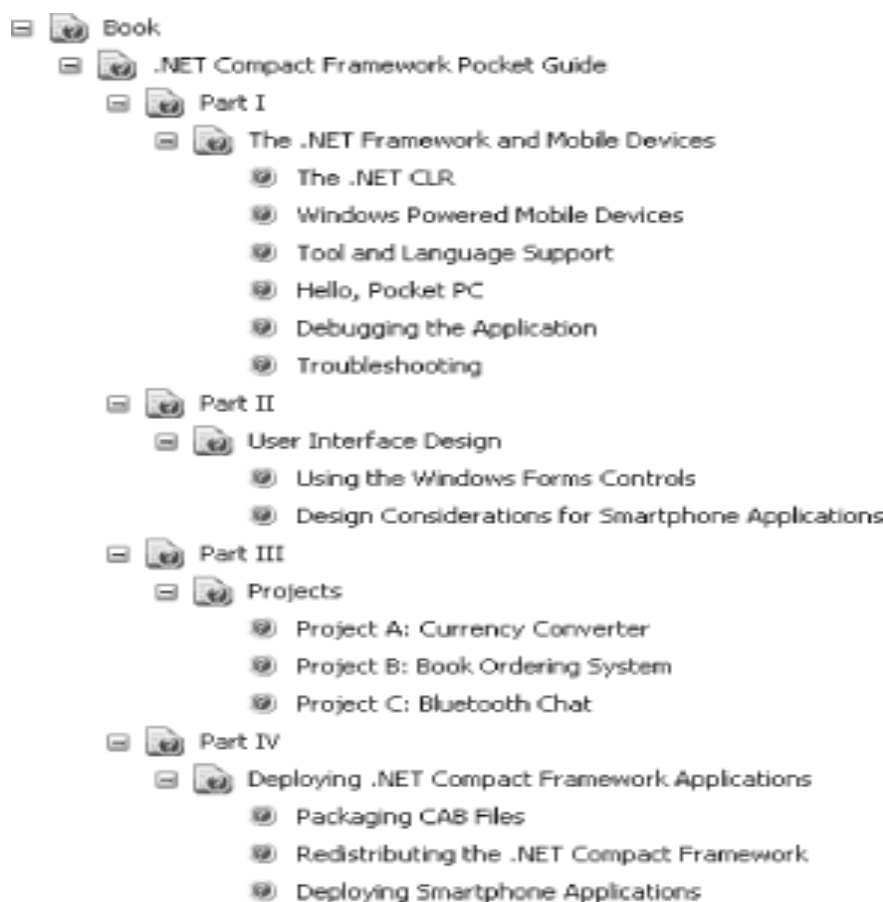 Book
.NET Compact Framework Pocket Guide
Part I
The .NET Framework and Mobile Devices
The .NET CLR
Windows Powered Mobile Devices
Tool and Language Support
Hello, Pocket PC
Debugging the Application
Troubleshooting
Part II
User Interface Design
Using the Windows Forms Controls
Design Considerations for Smartphone Applications
Part III
Projects
Project A: Currency Converter
Project B: Book Ordering System
Project C: Bluetooth Chat
Part IV
Deploying .NET Compact Framework Applications
Packaging CAB Files
Redistributing the .NET Compact Framework
Deploying Smartphone Applications